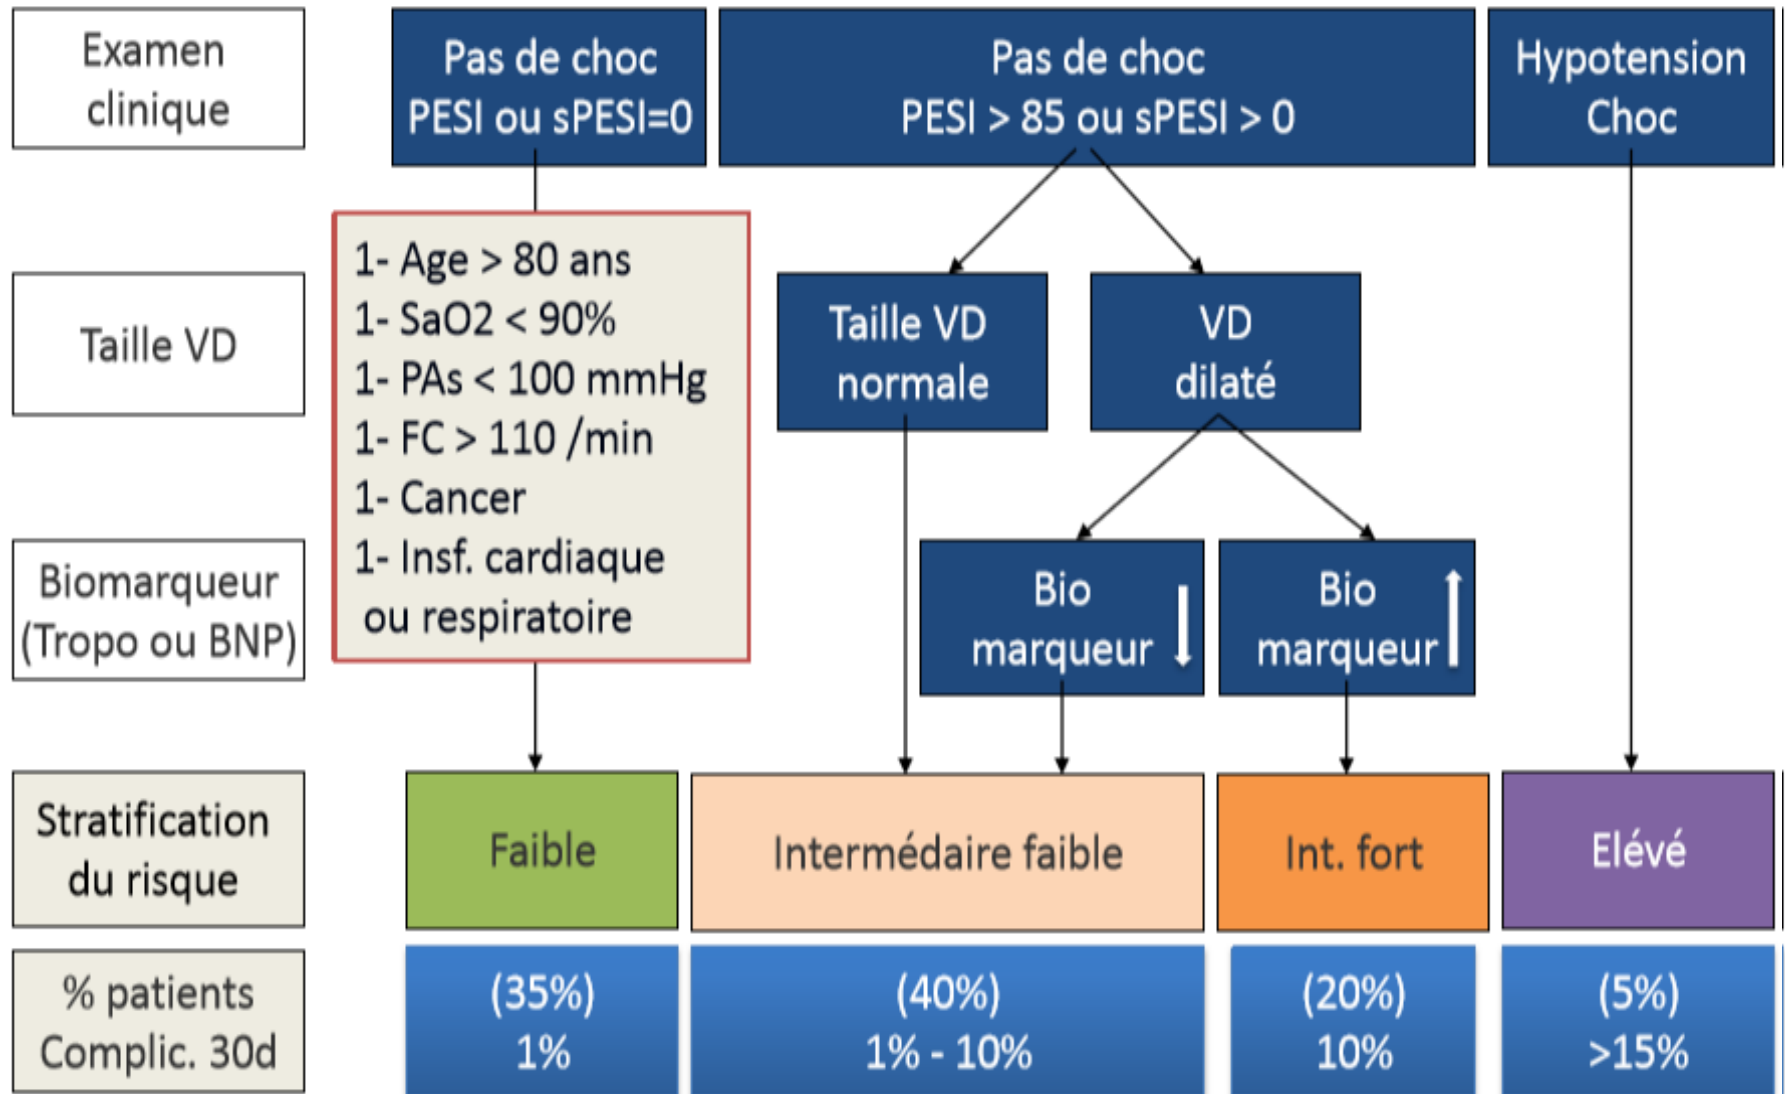 Examen
clinique
Pas de choc
PESI ou sPESI=0
Pas de choc
PESI > 85 ou sPESI > 0
Hypotension
Choc
1- Age > 80 ans
1- SaO2 < 90%
1- PAs < 100 mmHg
1- FC > 110 /min
1- Cancer
1- Insf. cardiaque
ou respiratoire
Taille VD
Taille VD
normale
VD
dilaté
Biomarqueur
(Tropo ou BNP)
Bio
marqueur
Bio
marqueur
Stratification
du risque
Faible
Intermédaire faible
Int. fort
Elévé
% patients
Complic. 30d
(35%)
1%
(40%)
1% - 10%
(20%)
10%
(5%)
>15%